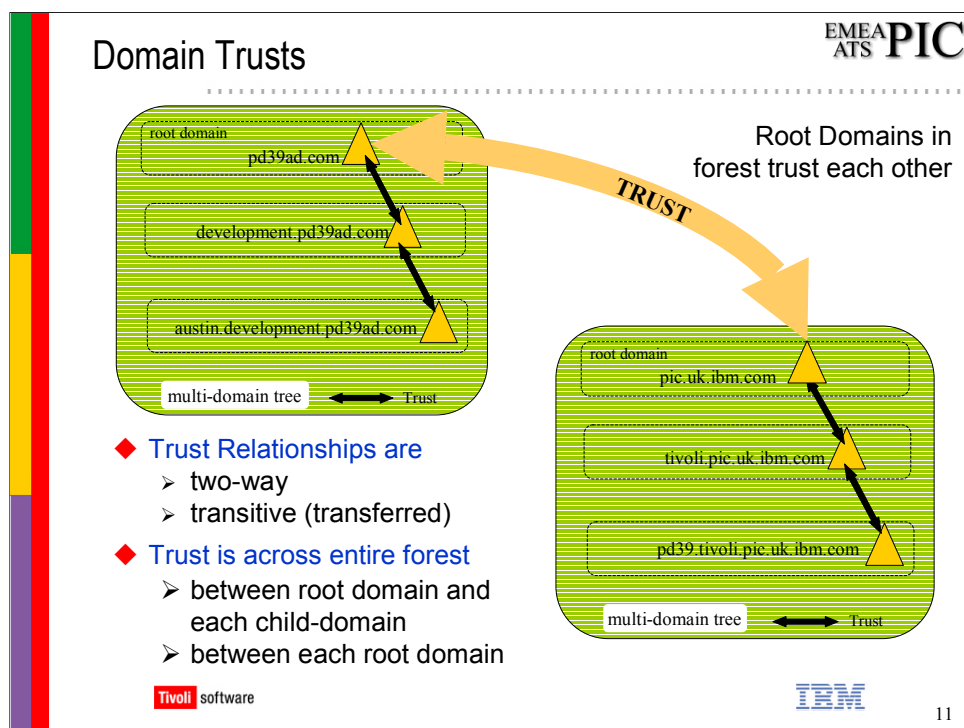 Domain Trusts
EMEA
ATS PIC
root domain
pd39ad.com
development.pd39ad.com
austin.development.pd39ad.com
multi-domain tree
Trust
TRUST
Root Domains in
forest trust each other
root domain
pic.uk.ibm.com
tivoli.pic.uk.ibm.com
pd39.tivoli.pic.uk.ibm.com
multi-domain tree
Trust
Trust Relationships are
two-way
transitive (transferred)
Trust is across entire forest
between root domain and
each child-domain
between each root domain
Tivoli software
IBM
11